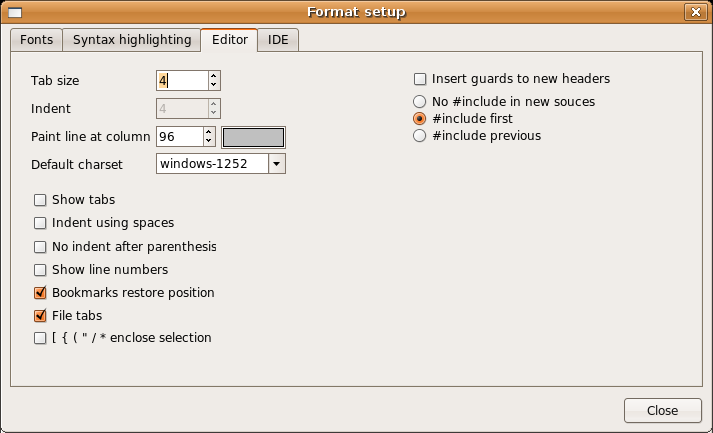 Format setup
Fonts
Syntax highlighting
Editor
IDE
Tab size
4
Indent
4
Paint line at column
96
Default charset
windows-1252
Show tabs
Indent using spaces
No indent after parenthesis
Show line numbers
Bookmarks restore position
File tabs
[ { ( " / * enclose selection
Insert guards to new headers
No #include in new souces
#include first
#include previous
Close